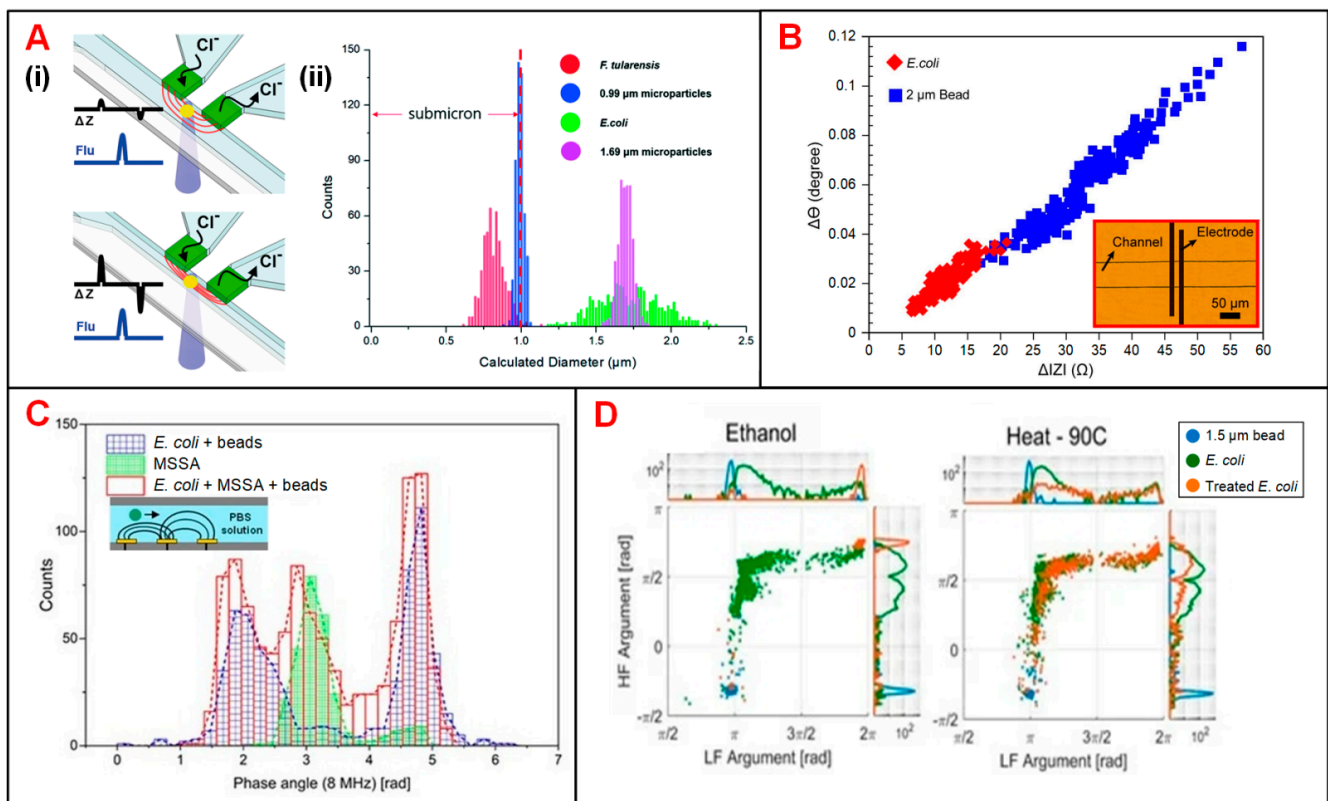 A
(i)
Cl-
Cl-
ΔZ
Flu
Cl-
Cl-
ΔZ
Flu
(ii)
150
120
90
60
30
0
Counts
submicron
F. tularensis
0.99 μm microparticles
E.coli
1.69 μm microparticles
0.0
0.5
1.0
1.5
2.0
2.5
Calculated Diameter (μm)
B
0.12
0.1
0.08
0.06
0.04
0.02
0
ΔΘ (degree)
E.coli
2 μm Bead
Channel
Electrode
50 μm
0
5
10
15
20
25
30
35
40
45
50
55
60
Δ|Z| (Ω)
C
150
100
50
0
Counts
E. coli + beads
MSSA
E. coli + MSSA + beads
PBS
solution
0
1
2
3
4
5
6
7
Phase angle (8 MHz) [rad]
D
Ethanol
Heat - 90C
1.5 μm bead
E. coli
Treated E. coli
10²
10²
π
π/2
0
-π/2
HF Argument [rad]
π
π/2
0
-π/2
π/2
π
3π/2
2π
10²
LF Argument [rad]
π/2
π
3π/2
2π
10²
LF Argument [rad]